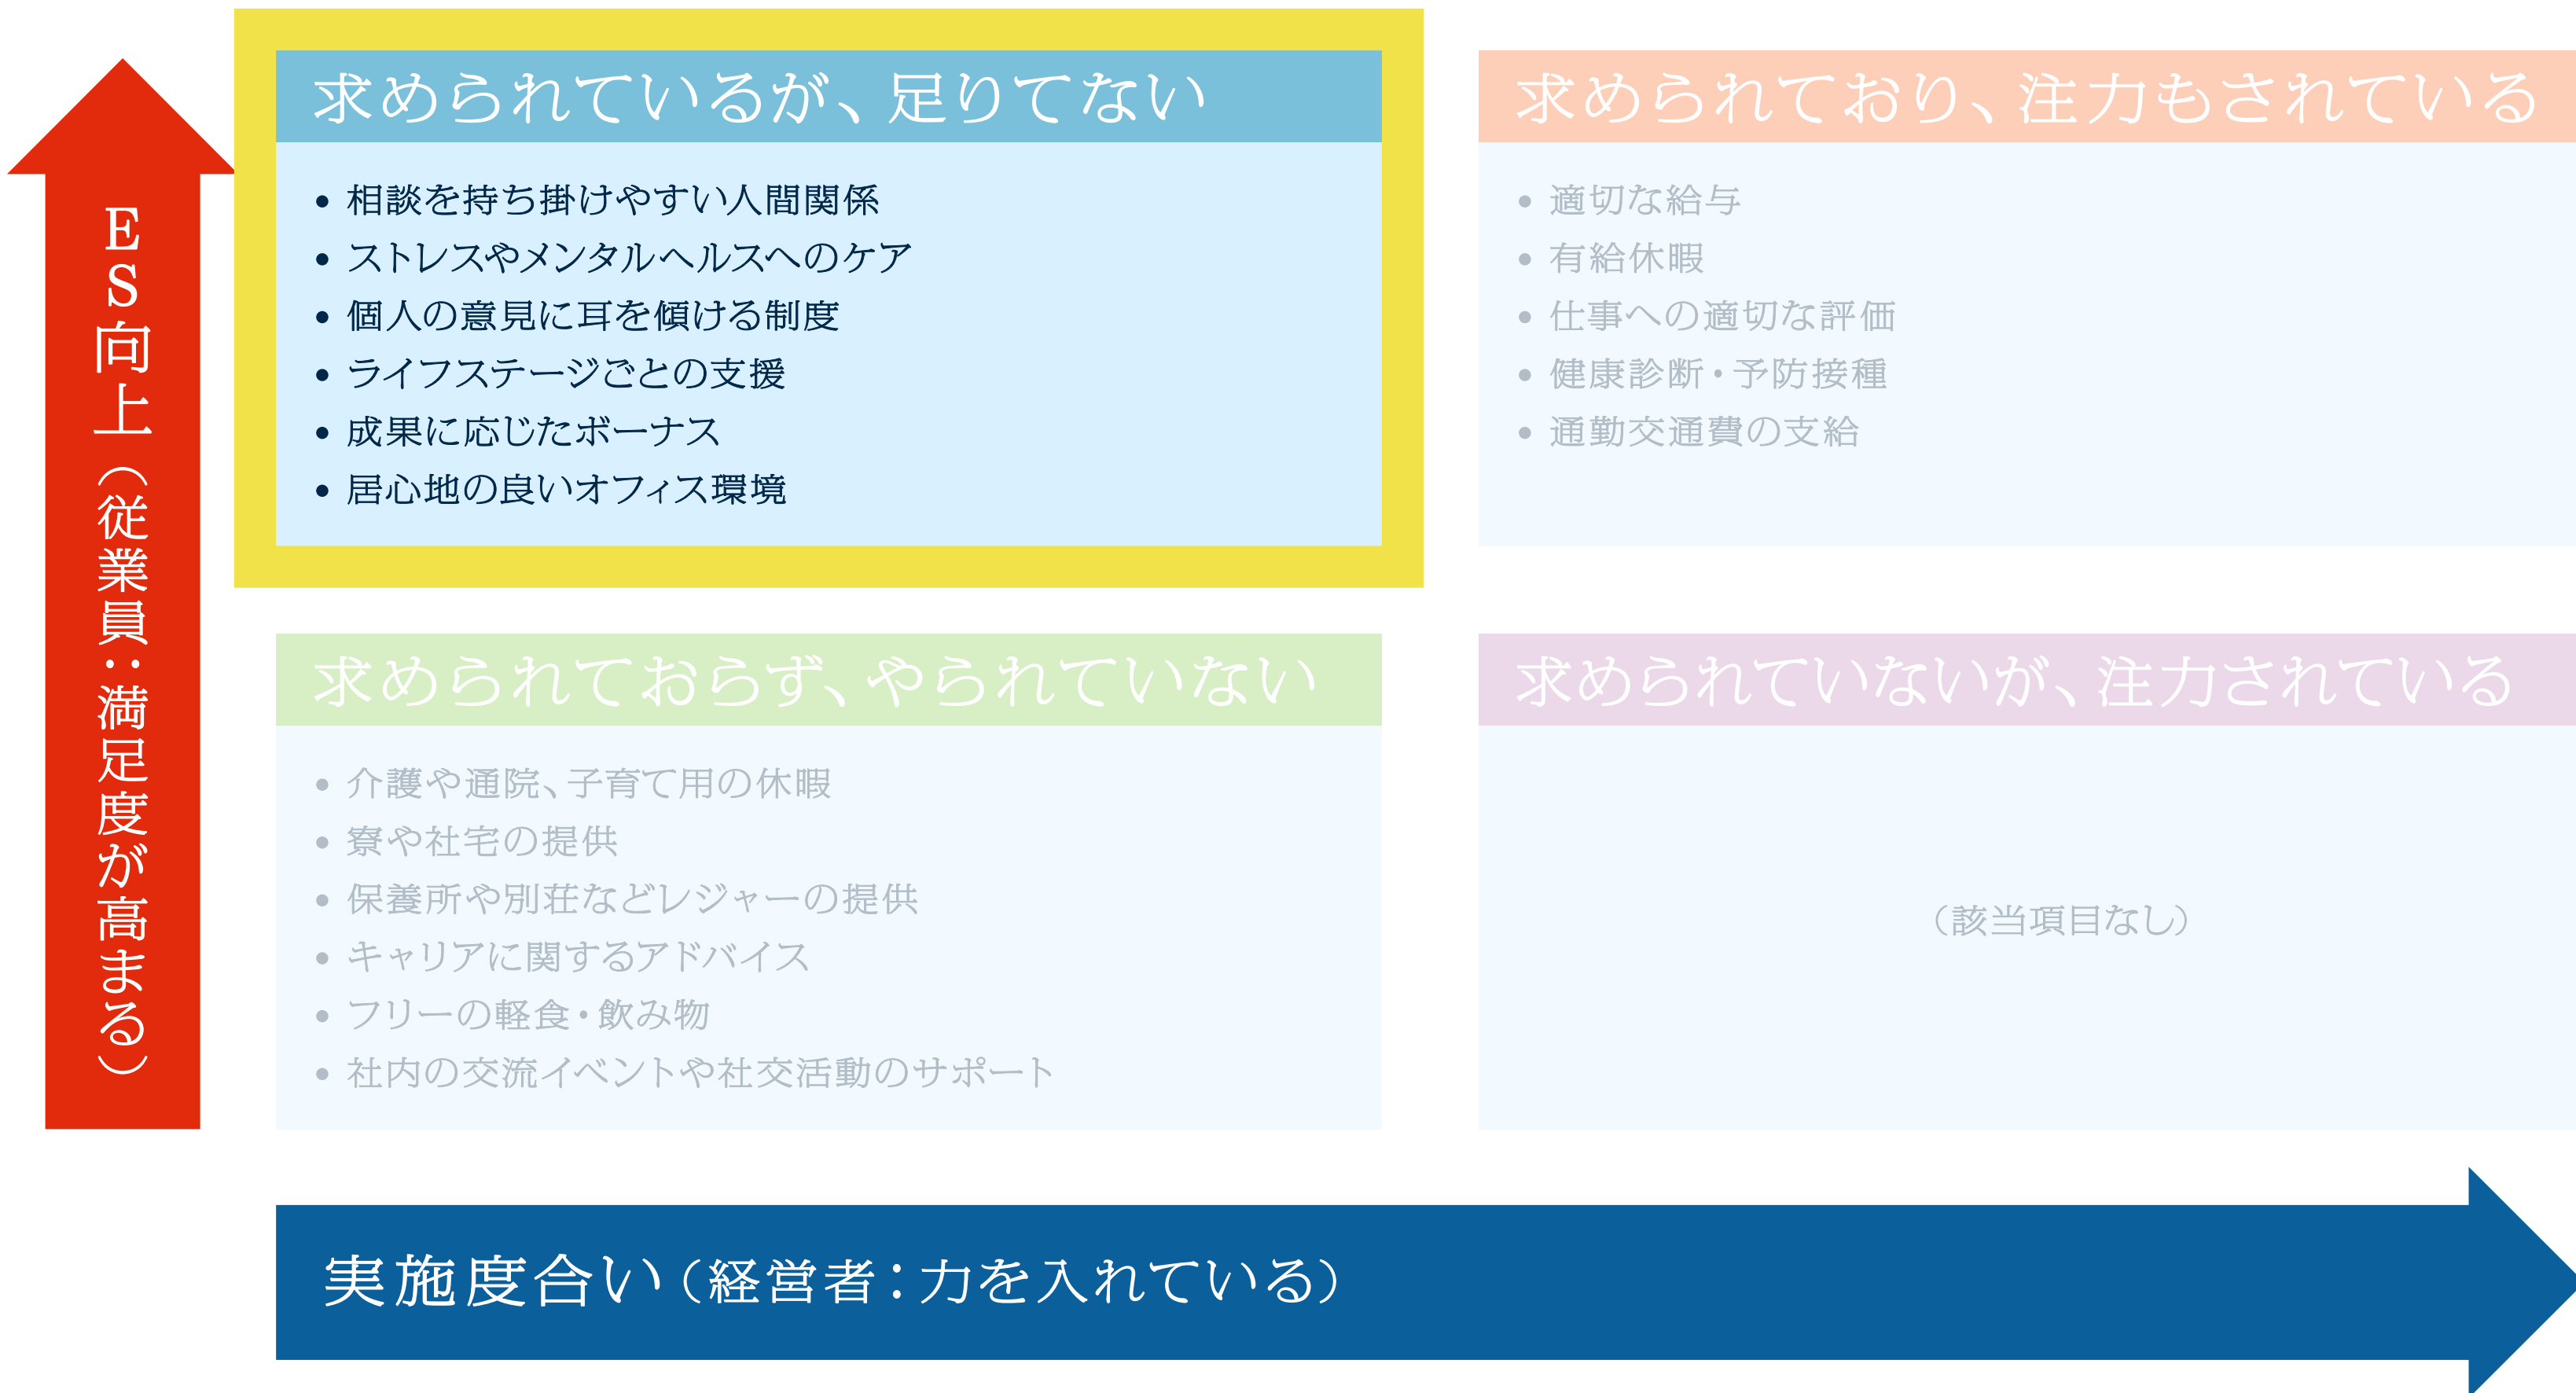 ES向上（従業員：満足度が高まる）
求められているが、足りてない
• 相談を持ち掛けやすい人間関係
• ストレスやメンタルヘルスへのケア
• 個人の意見に耳を傾ける制度
• ライフステージごとの支援
• 成果に応じたボーナス
• 居心地の良いオフィス環境
求められており、注力もされている
• 適切な給与
• 有給休暇
• 仕事への適切な評価
• 健康診断・予防接種
• 通勤交通費の支給
求められておらず、やられていない
• 介護や通院、子育て用の休暇
• 寮や社宅の提供
• 保養所や別荘などレジャーの提供
• キャリアに関するアドバイス
• フリーの軽食・飲み物
• 社内の交流イベントや社交活動のサポート
求められていないが、注力されている
（該当項目なし）
実施度合い（経営者：力を入れている）